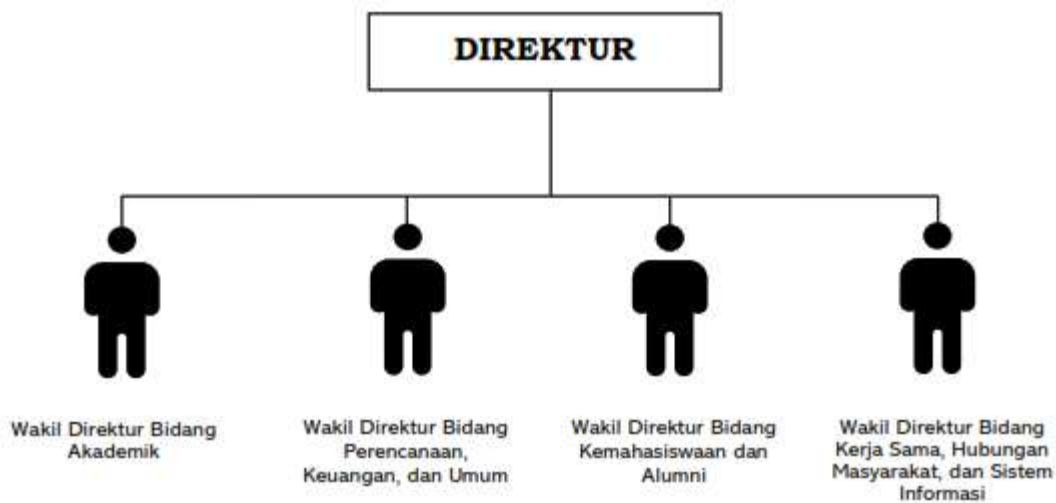 DIREKTUR
Wakil Direktur Bidang
Akademik
Wakil Direktur Bidang
Perencanaan,
Keuangan, dan Umum
Wakil Direktur Bidang
Kemahasiswaan dan
Alumni
Wakil Direktur Bidang
Kerja Sama, Hubungan
Masyarakat, dan Sistem
Informasi